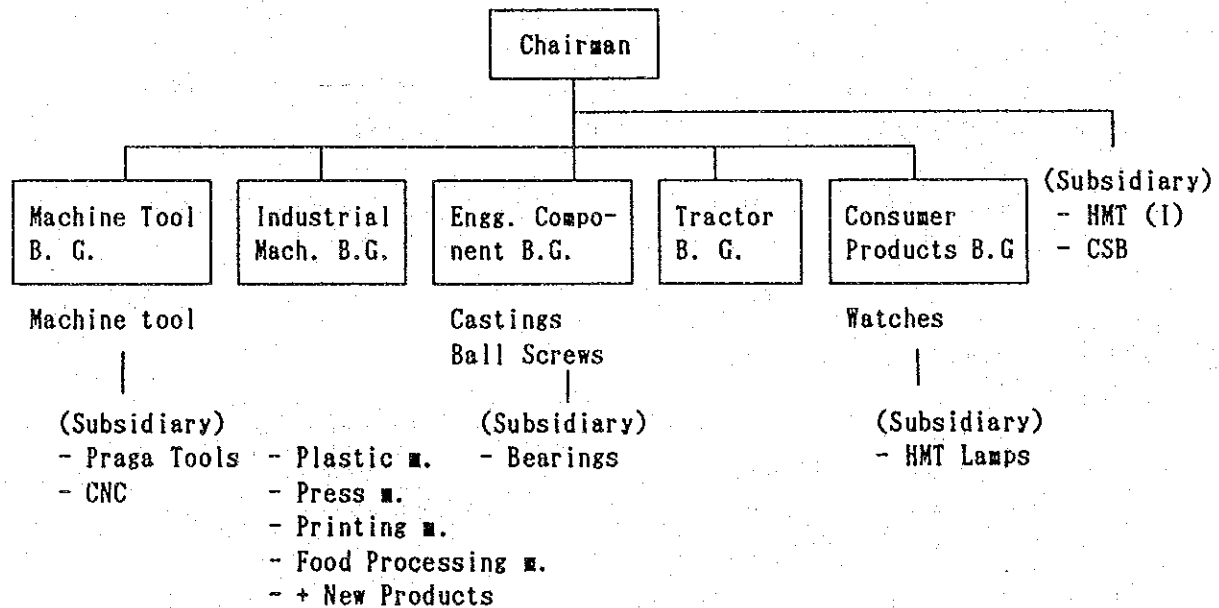 Chairman
Machine Tool
B. G.
Industrial
Mach. B.G.
Engg. Compo-
nent B.G.
Tractor
B. G.
Consumer
Products B.G
(Subsidiary)
- HMT (I)
- CSB
Machine tool
Castings
Ball Screws
Watches
(Subsidiary)
- Praga Tools
- CNC
- Plastic m.
- Press m.
- Printing m.
- Food Processing m.
- + New Products
(Subsidiary)
- Bearings
(Subsidiary)
- HMT Lamps